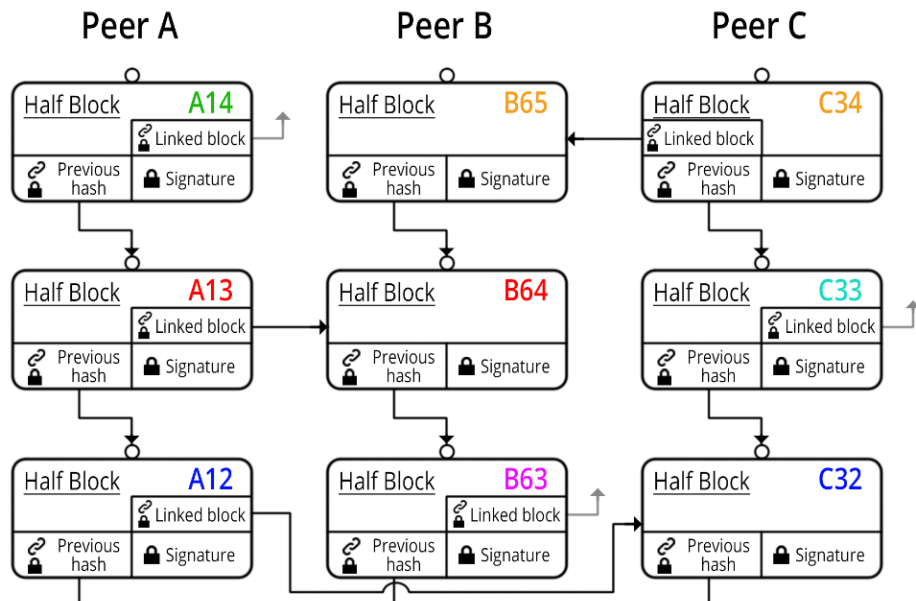 Peer A
Peer B
Peer C
Half Block A14
Linked block
Previous
hash
Signature
Half Block B65
Previous
hash
Signature
Half Block C34
Linked block
Previous
hash
Signature
Half Block A13
Linked block
Previous
hash
Signature
Half Block B64
Previous
hash
Signature
Half Block C33
Linked block
Previous
hash
Signature
Half Block A12
Linked block
Previous
hash
Signature
Half Block B63
Linked block
Previous
hash
Signature
Half Block C32
Previous
hash
Signature